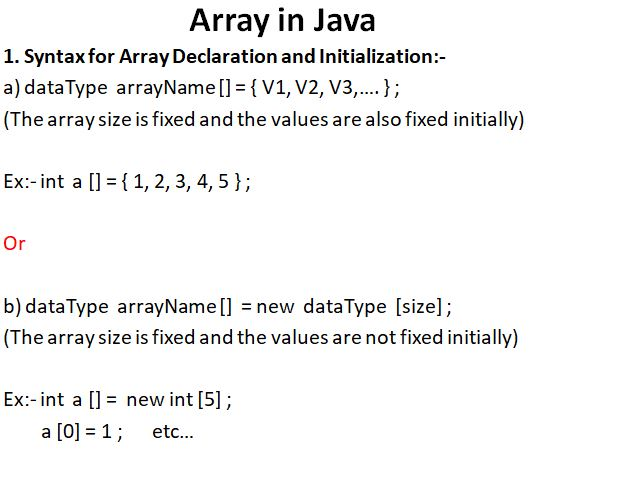 Array in Java
1. Syntax for Array Declaration and Initialization:-
a) dataType arrayName [] = { V1, V2, V3,.... } ;
(The array size is fixed and the values are also fixed initially)
Ex:- int a [] = { 1, 2, 3, 4, 5 } ;
Or
b) dataType arrayName [] = new dataType [size] ;
(The array size is fixed and the values are not fixed initially)
Ex:- int a [] = new int [5] ;
a [0] = 1 ; etc...